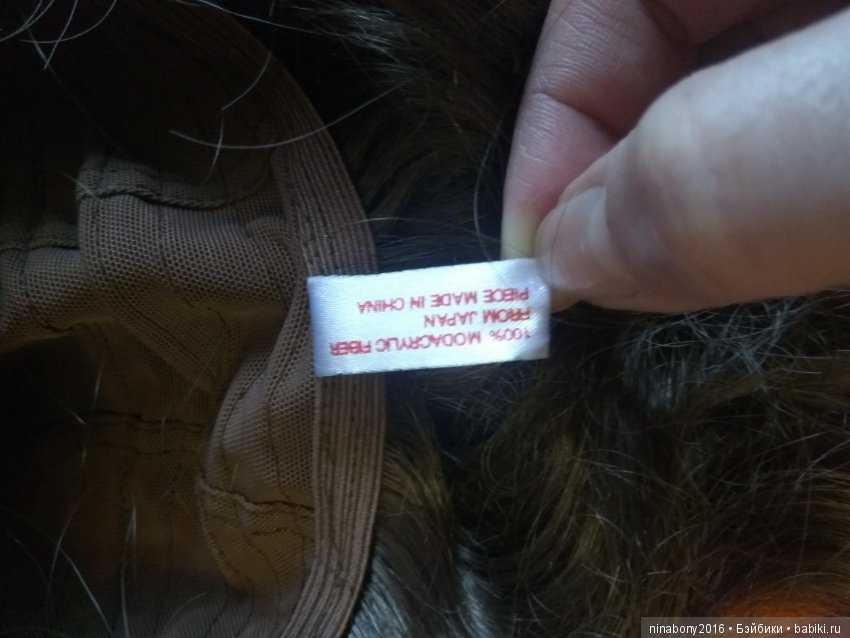 100% MODACRYLIC FIBER
FROM JAPAN
PIECE MADE IN CHINA
ninabony2016 • Бэйбики • babiki.ru